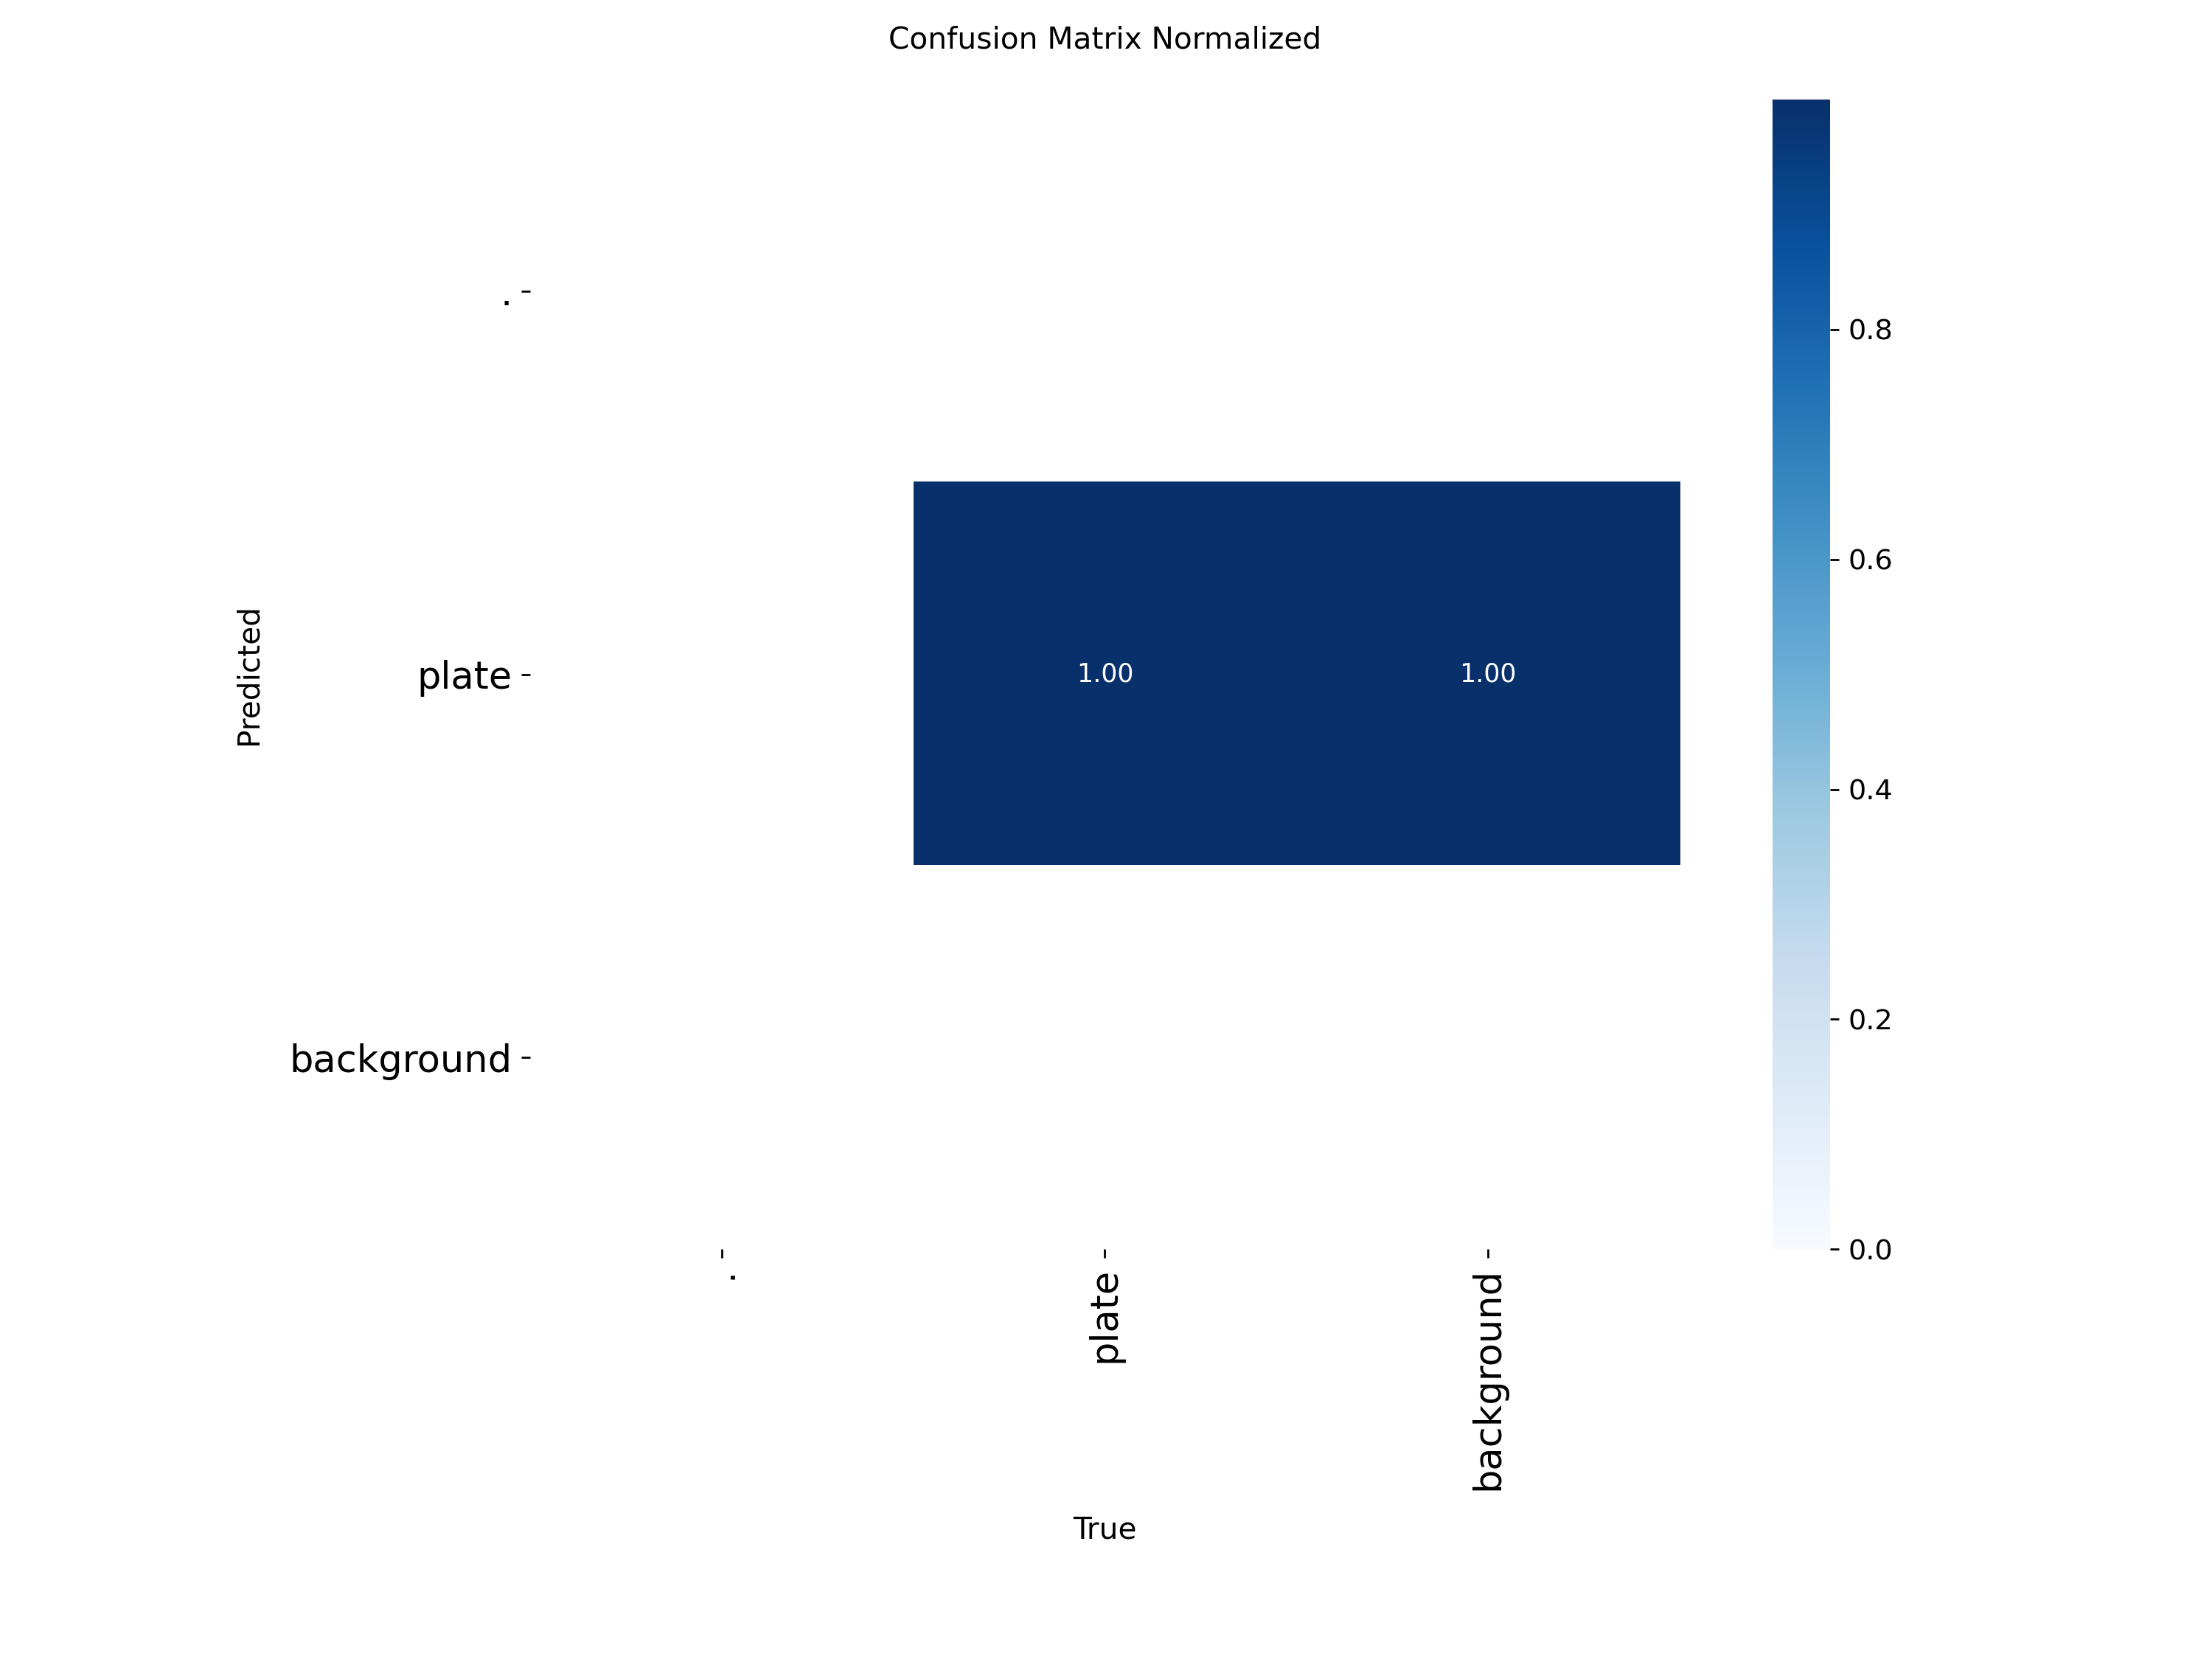 Confusion Matrix Normalized
Predicted
.
plate
background
1.00 1.00
.
plate
background
True
0.8
0.6
0.4
0.2
0.0